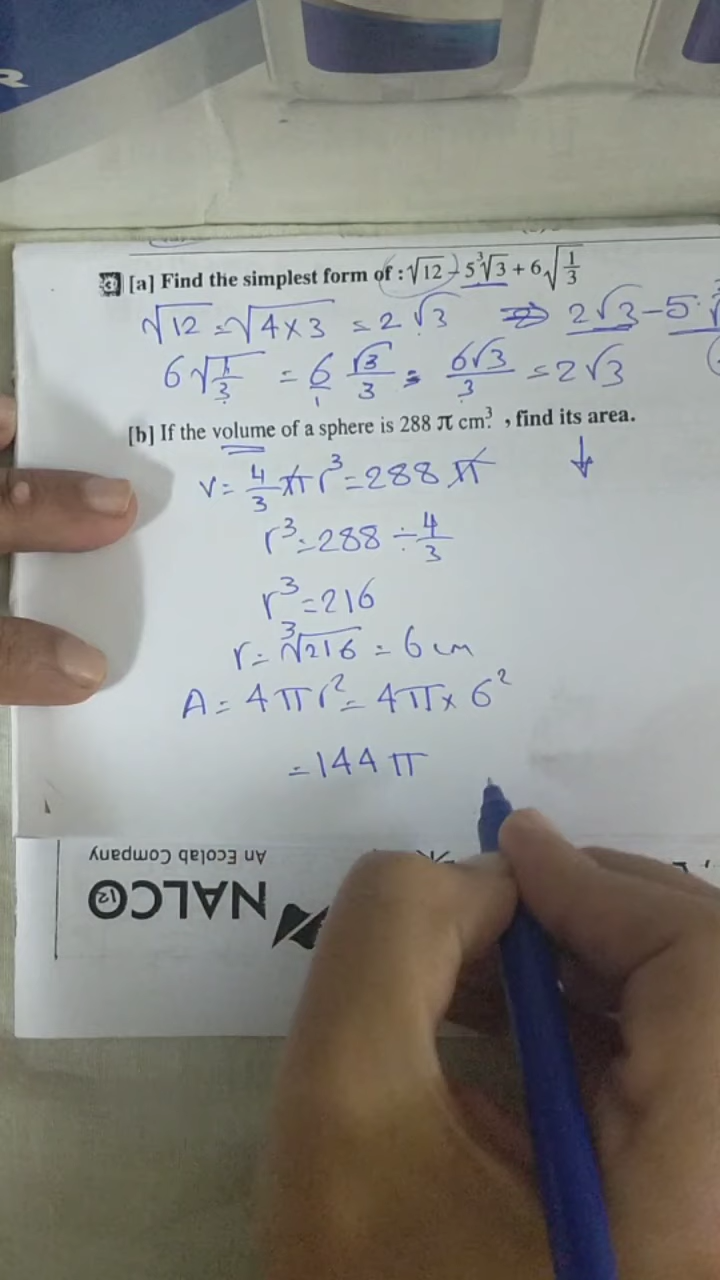 R
[a] Find the simplest form of : √12 - 5∛3 + 6√(1/3)
√12 = √(4×3) = 2√3 ⇒ 2√3 - 5·
6√(1/3) = 6/1 √3/3 = 6√3/3 = 2√3
[b] If the volume of a sphere is 288 π cm³. , find its area.
V = 4/3 π r³ = 288 π
r³ = 288 ÷ 4/3
r³ = 216
r = ∛216 = 6 cm
A = 4πr² = 4π × 6²
= 144 π
An Ecolab Company
NALCO
12